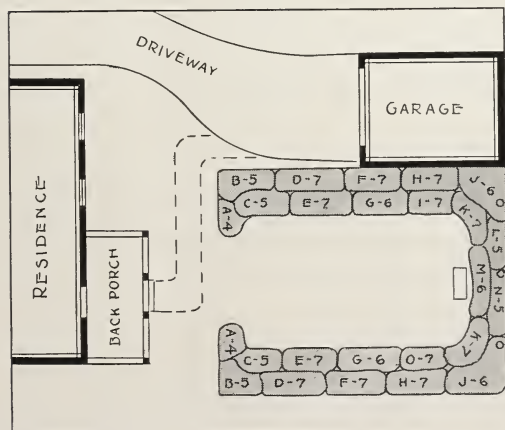 DRIVEWAY
GARAGE
RESIDENCE
BACK PORCH
B-5 D-7 F-7 H-7 J-6
A-4 C-5 E-7 G-6 I-7 K-7 O
L-5
M-6 O
N-5
K-7 O
A-4 C-5 E-7 G-6 O-7
B-5 D-7 F-7 H-7 J-6